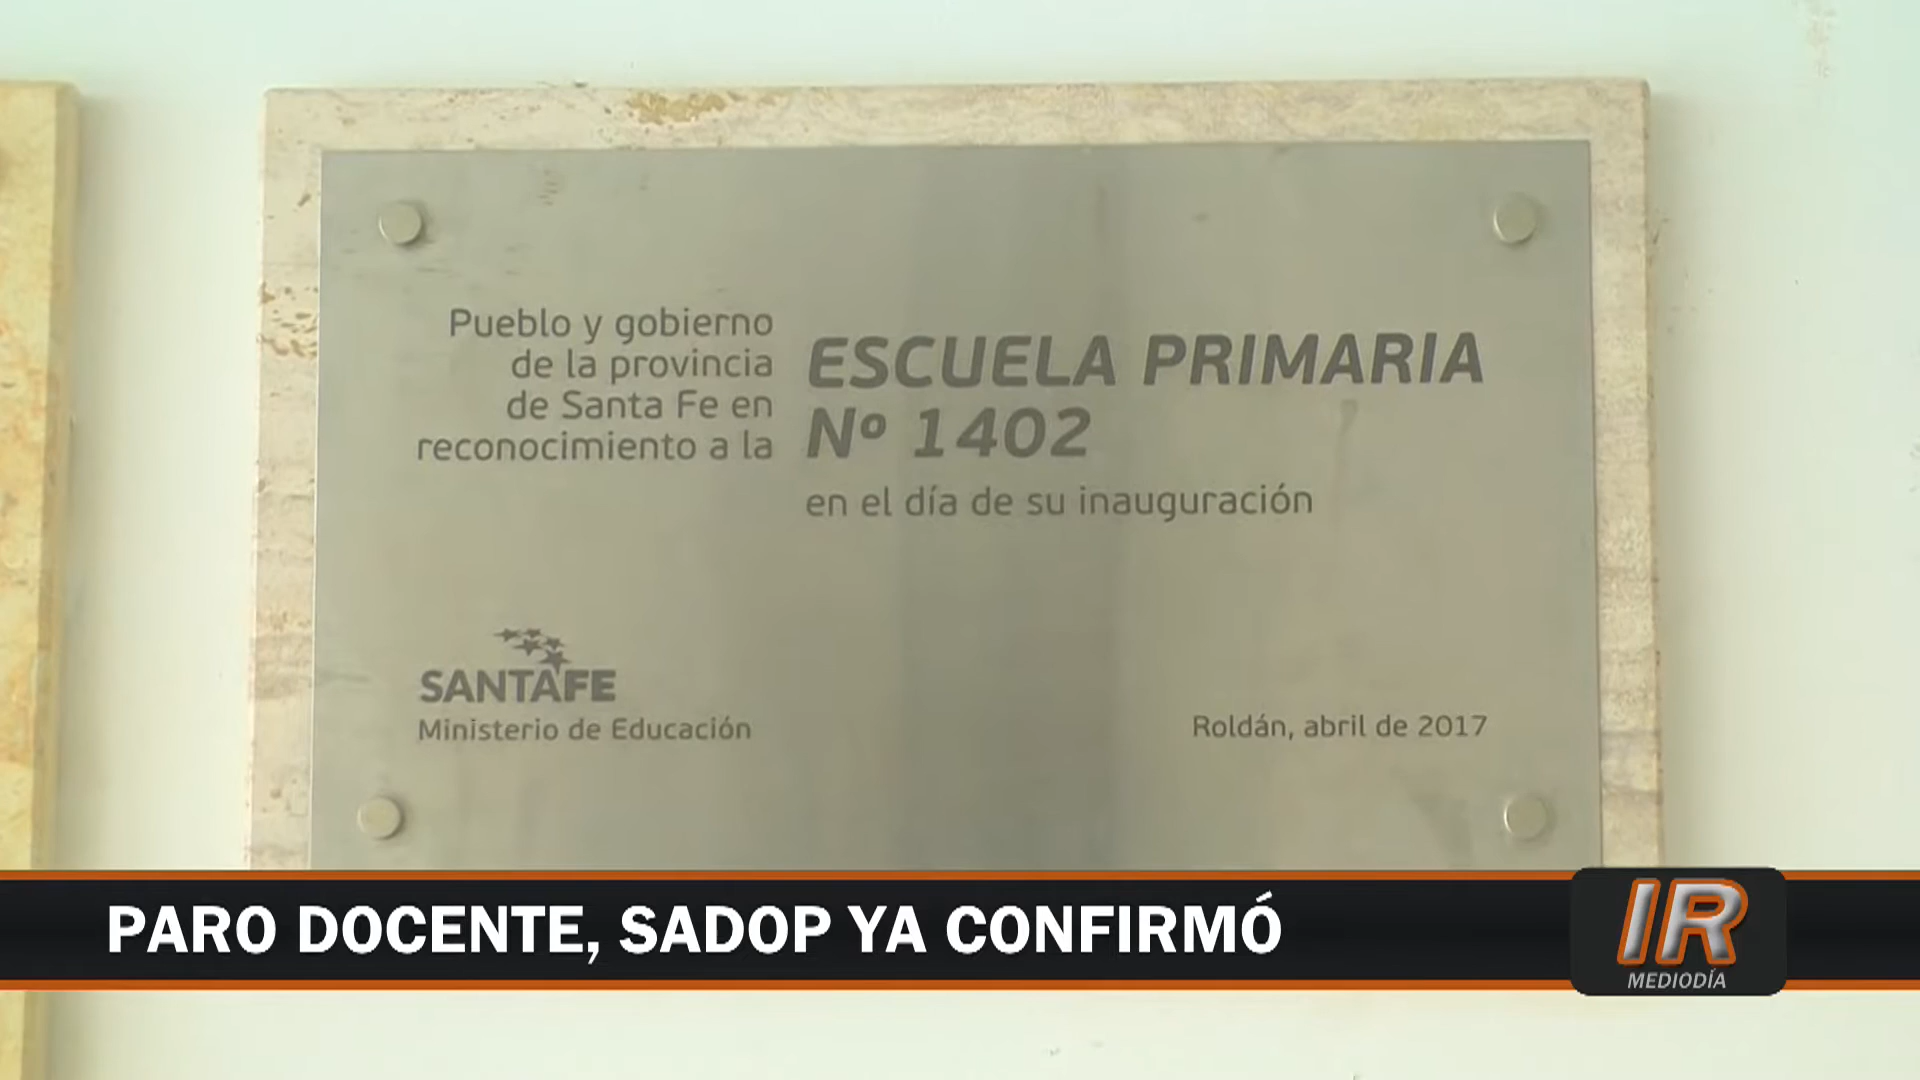 Pueblo y gobierno
de la provincia
de Santa Fe en
reconocimiento a la
ESCUELA PRIMARIA
Nº 1402
en el día de su inauguración
SANTAFE
Ministerio de Educación
Roldán, abril de 2017
PARO DOCENTE, SADOP YA CONFIRMÓ
IR
MEDIODÍA